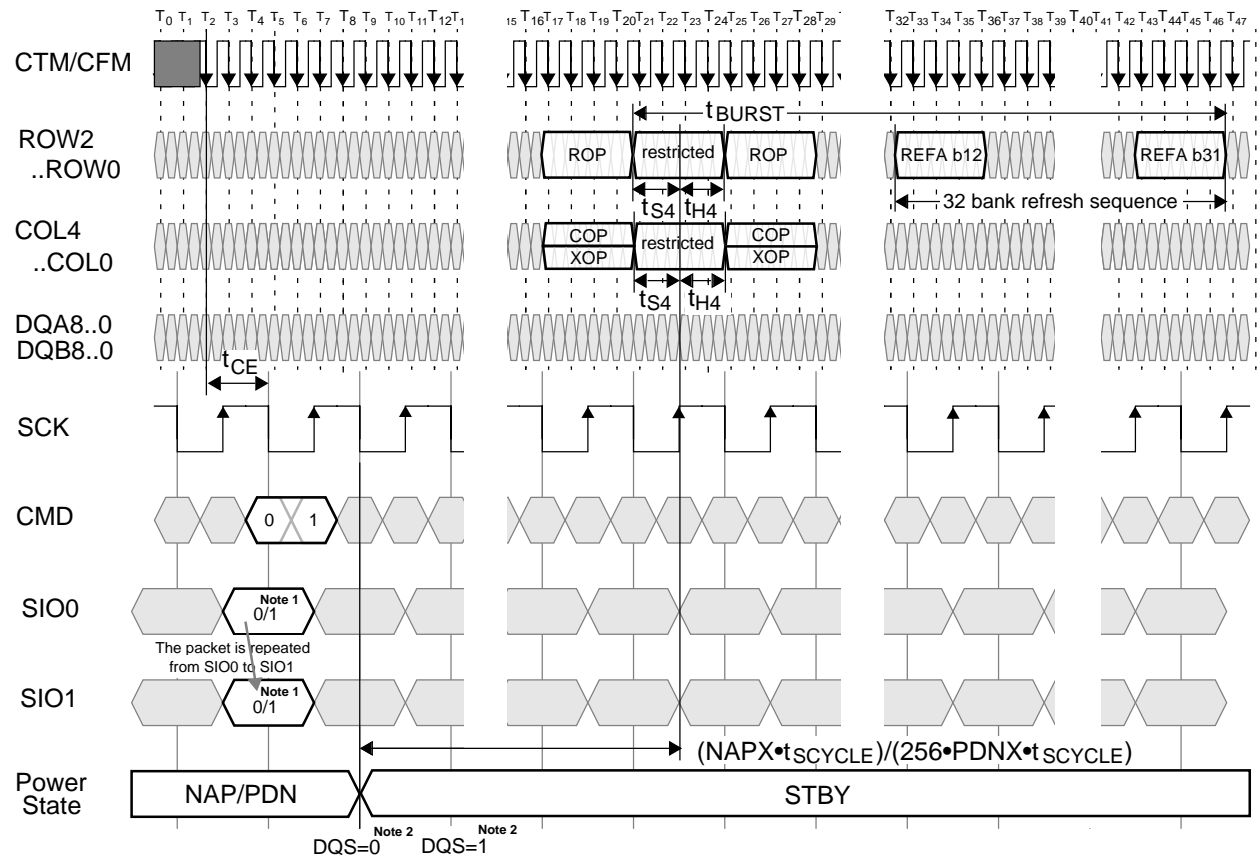 T0 T1 T2 T3 T4 T5 T6 T7 T8 T9 T10 T11 T12 T1 15 T16 T17 T18 T19 T20 T21 T22 T23 T24 T25 T26 T27 T28 T29 T32 T33 T34 T35 T36 T37 T38 T39 T40 T41 T42 T43 T44 T45 T46 T47
CTM/CFM
tBURST
ROW2
..ROW0
ROP restricted ROP REFA b12 REFA b31
tS4 tH4 32 bank refresh sequence
COL4
..COL0
COP restricted COP
XOP XOP
tS4 tH4
DQA8..0
DQB8..0
tCE
SCK
CMD
0 1
SIO0
Note 1
0/1
The packet is repeated
from SIO0 to SIO1
SIO1
Note 1
0/1
(NAPX•tSCYCLE)/(256•PDNX•tSCYCLE)
Power
State
NAP/PDN STBY
DQS=0 Note 2 DQS=1 Note 2